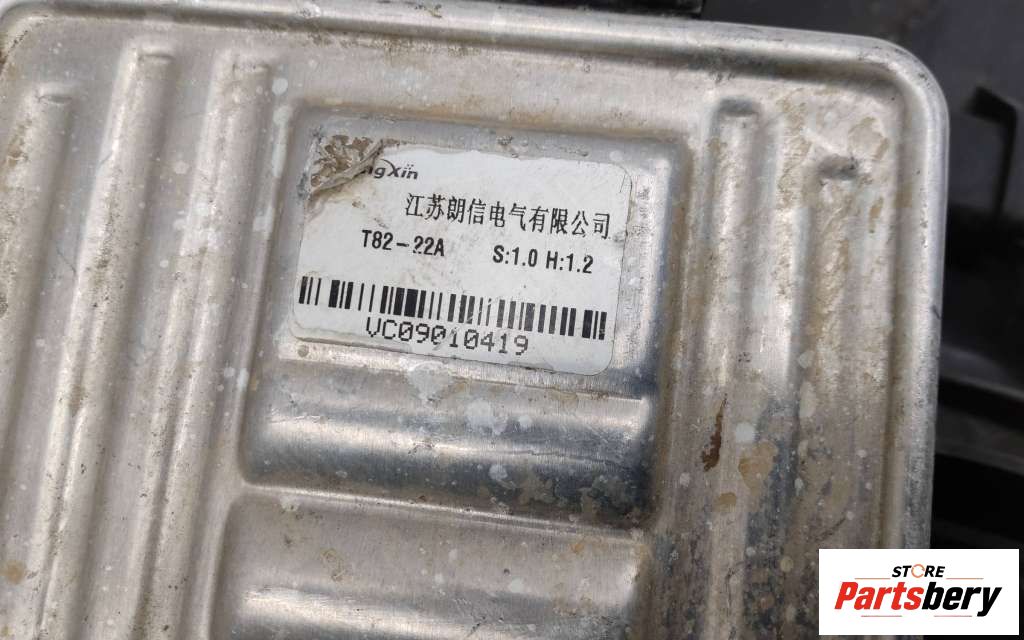 江苏朗信电气有限公司
T82-22A S:1.0 H:1.2
VC09010419
STORE
Partsbery